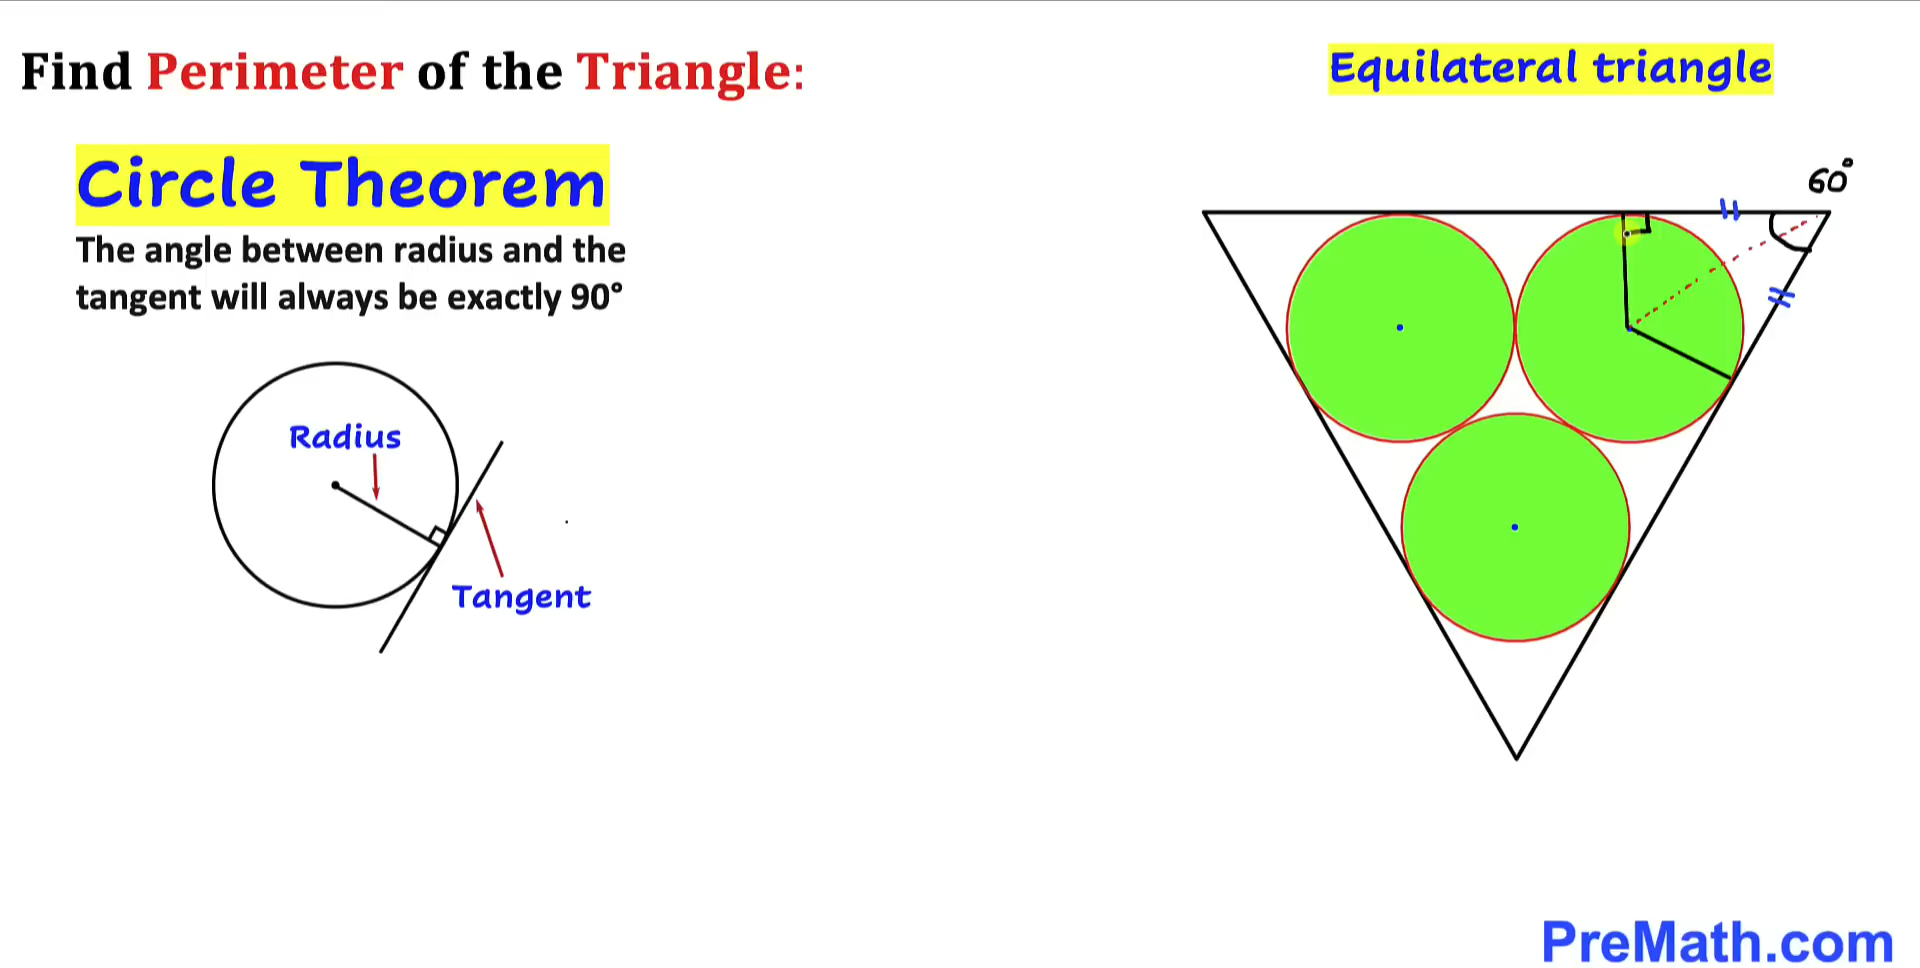 Find Perimeter of the Triangle:
Equilateral triangle
Circle Theorem
The angle between radius and the
tangent will always be exactly 90°
60°
Radius
Tangent
PreMath.com